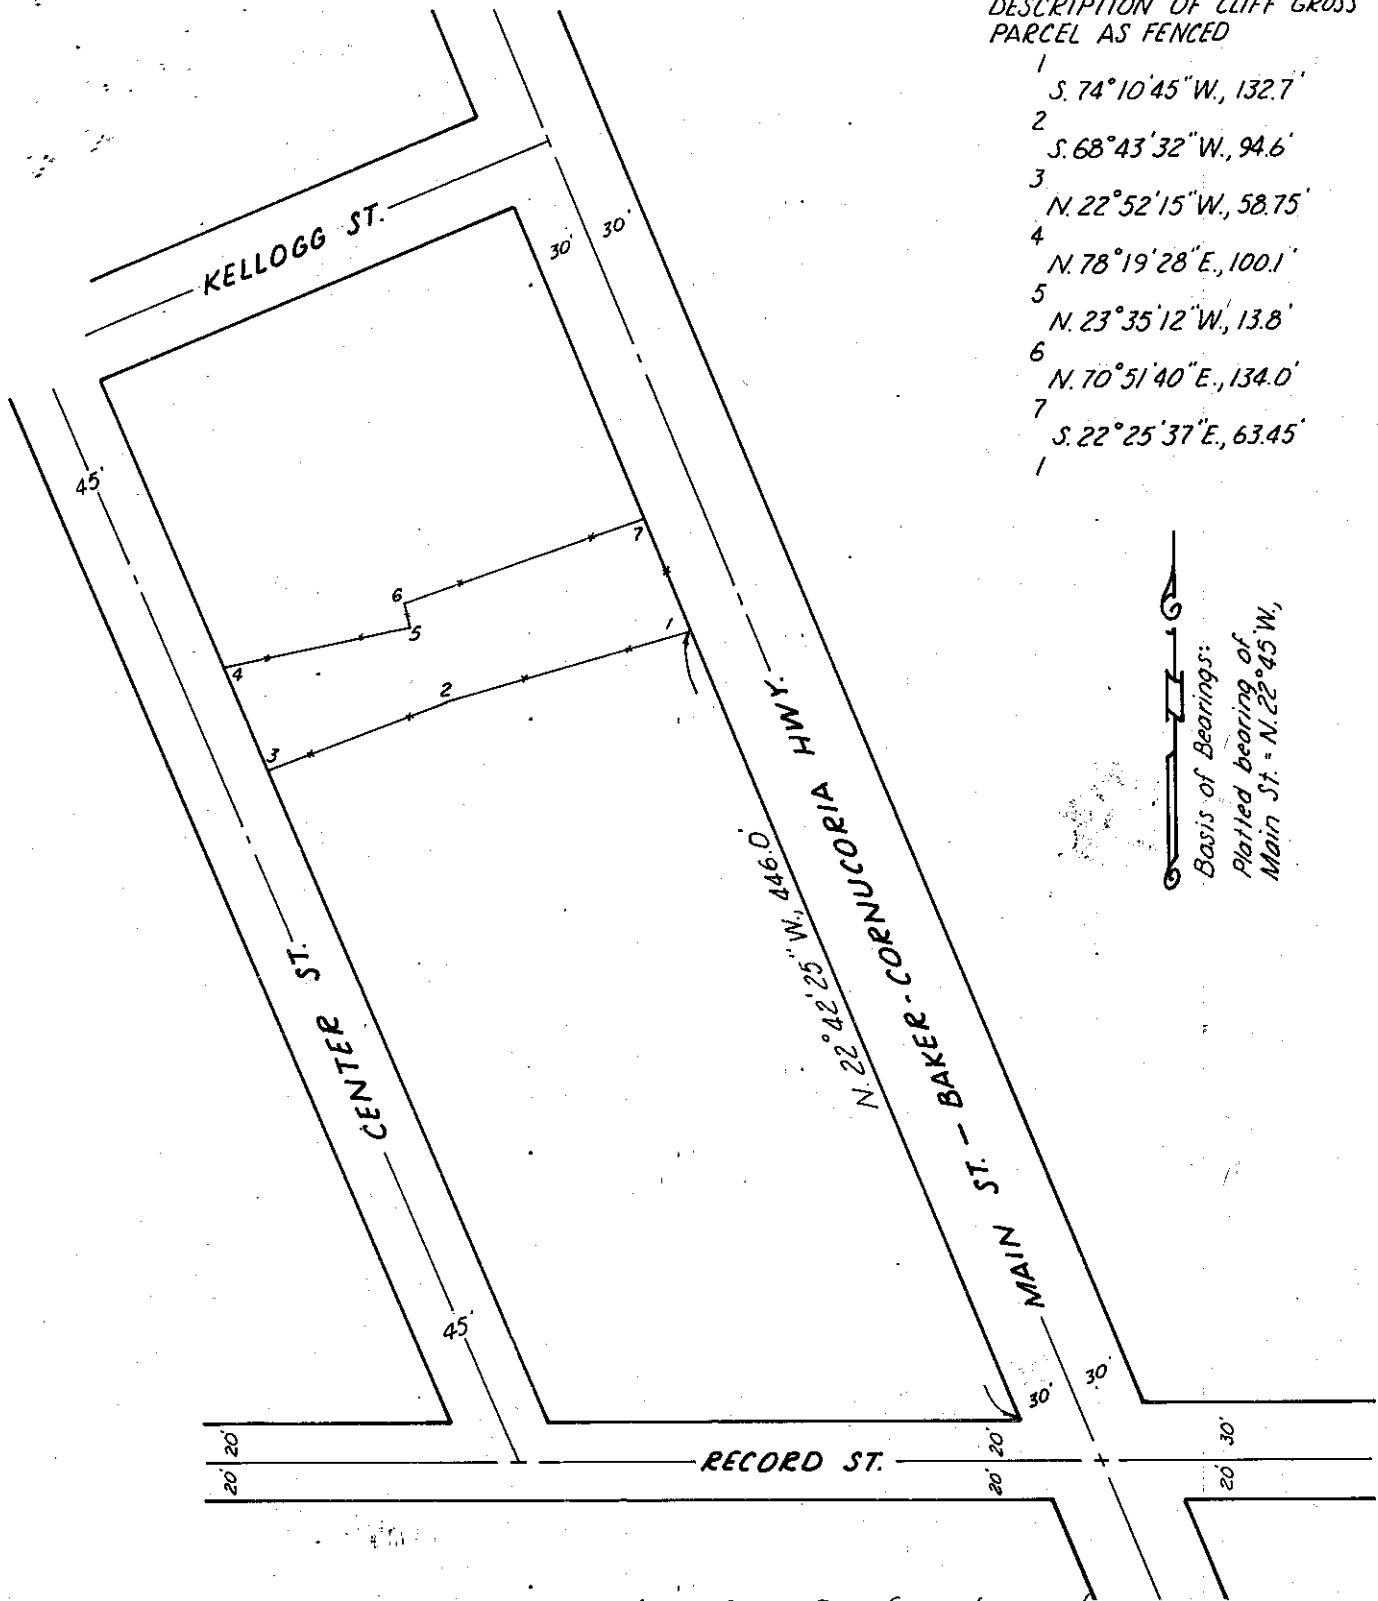 DESCRIPTION OF CLIFF GROSS
PARCEL AS FENCED
1
S. 74°10'45"W., 132.7'
2
S. 68°43'32"W., 94.6'
3
N. 22°52'15"W., 58.75'
4
N. 78°19'28"E., 100.1'
5
N. 23°35'12"W., 13.8'
6
N. 70°51'40"E., 134.0'
7
S. 22°25'37"E., 63.45'
1
KELLOGG ST.
30' 30'
45'
7
6
5
1
4
2
3
Basis of Bearings:
Platted bearing of
Main St. = N. 22°45'W.,
N. 22°42'25"W., 446.0'
MAIN ST. - BAKER-CORNUCORIA HWY.
CENTER ST.
45'
30' 30'
20' 20'
RECORD ST.
20' 20'
30'
20'